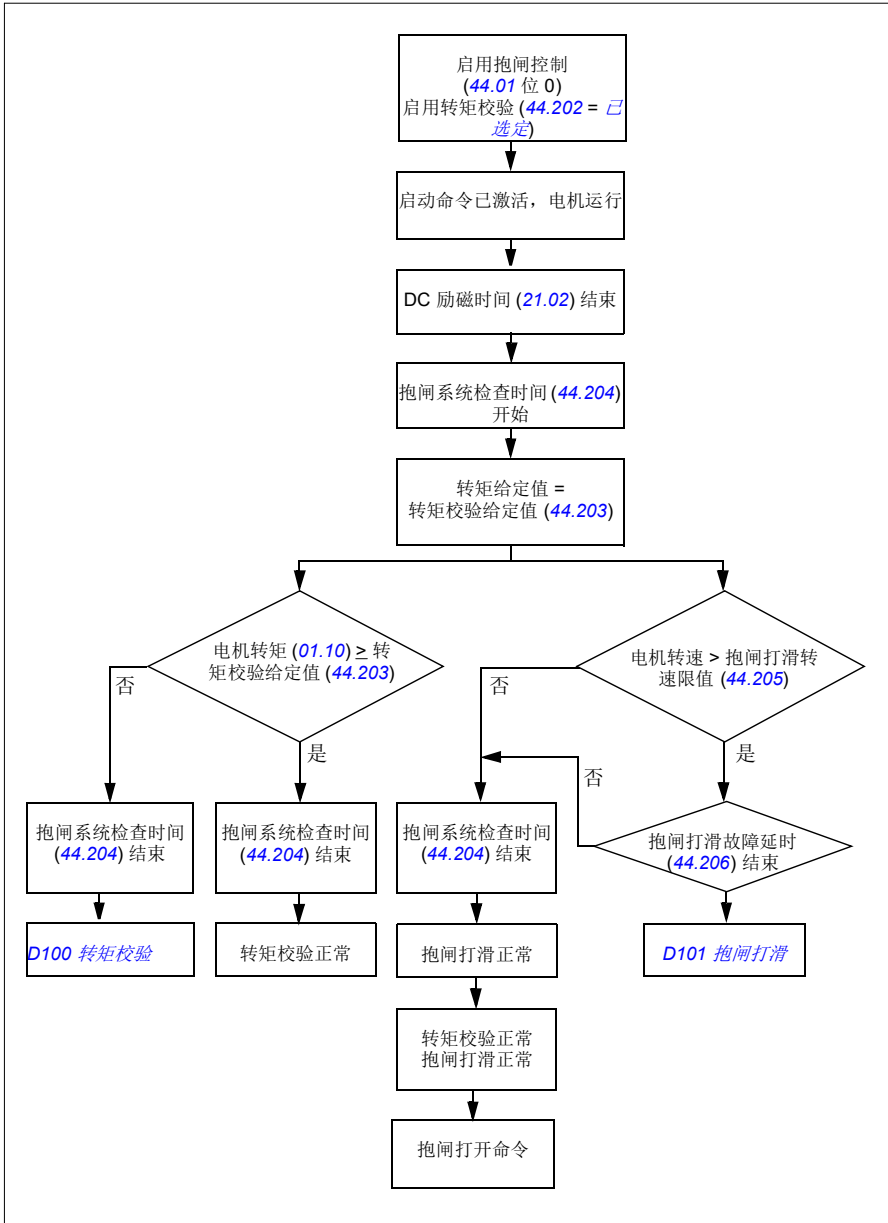 启用抱闸控制
(44.01 位 0)
启用转矩校验 (44.202 = 已
选定)
启动命令已激活，电机运行
DC 励磁时间 (21.02) 结束
抱闸系统检查时间 (44.204)
开始
转矩给定值 =
转矩校验给定值 (44.203)
电机转矩 (01.10) ≥ 转
矩校验给定值 (44.203)
否
是
电机转速 > 抱闸打滑转
速限值 (44.205)
否
是
否
抱闸系统检查时间
(44.204) 结束
抱闸系统检查时间
(44.204) 结束
抱闸系统检查时间
(44.204) 结束
抱闸打滑故障延时
(44.206) 结束
D100 转矩校验
转矩校验正常
抱闸打滑正常
D101 抱闸打滑
转矩校验正常
抱闸打滑正常
抱闸打开命令